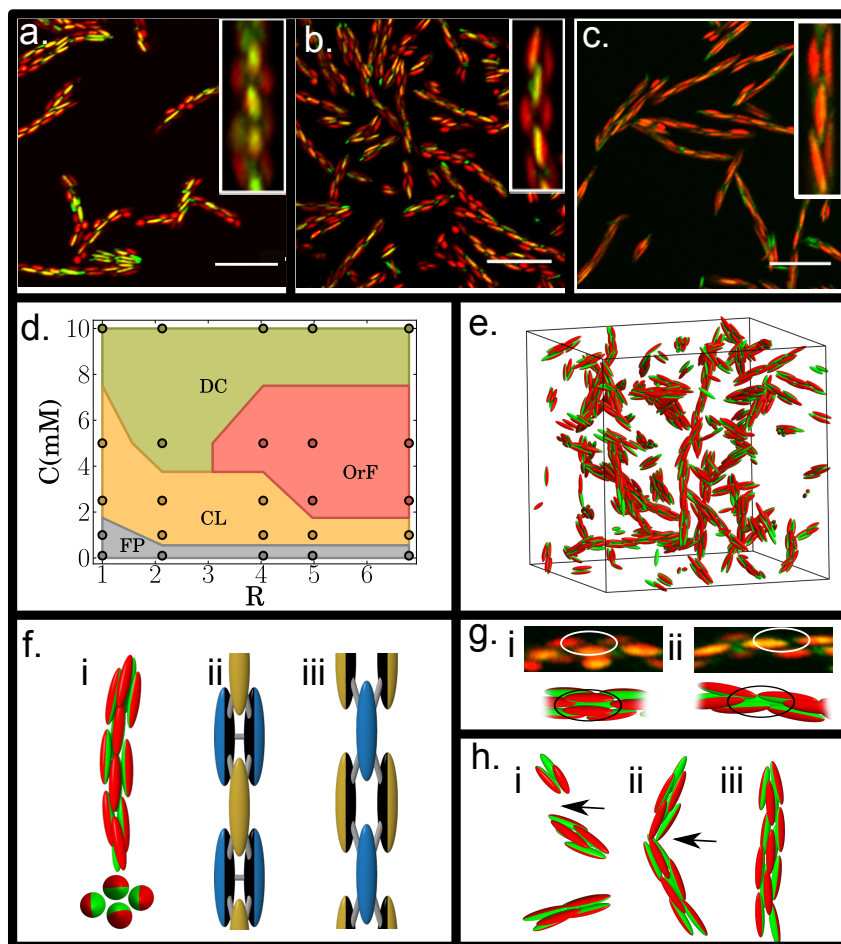 a.
b.
c.
d.
C(mM)
10
8
6
4
2
0
DC
OrF
CL
FP
1 2 3 4 5 6
R
e.
f.
i ii iii
g.
i ii
h.
i ii iii